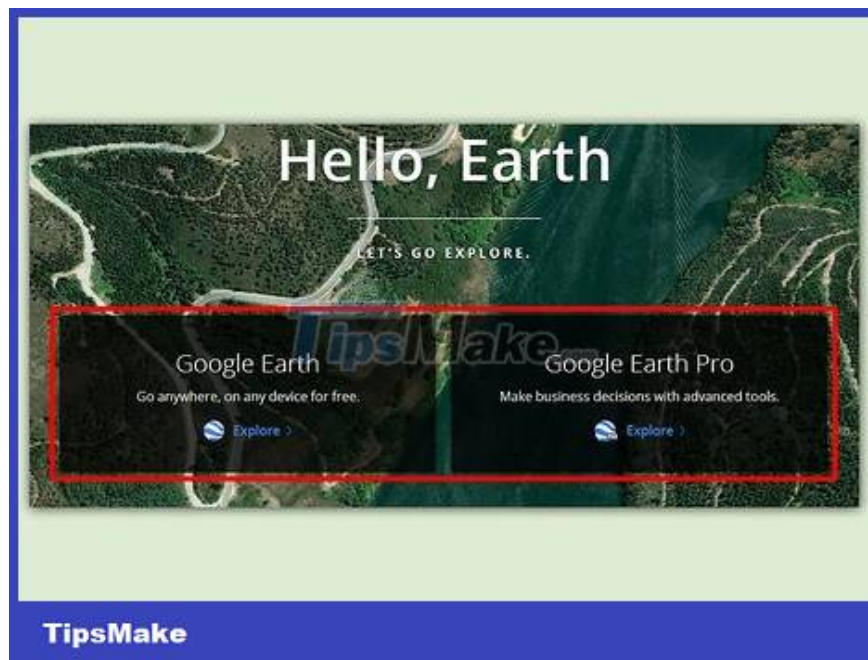 Hello, Earth
LET'S GO EXPLORE.
TipsMake
Google Earth
Google Earth Pro
Go anywhere, on any device for free.
Make business decisions with advanced tools.
Explore >
Explore >
TipsMake